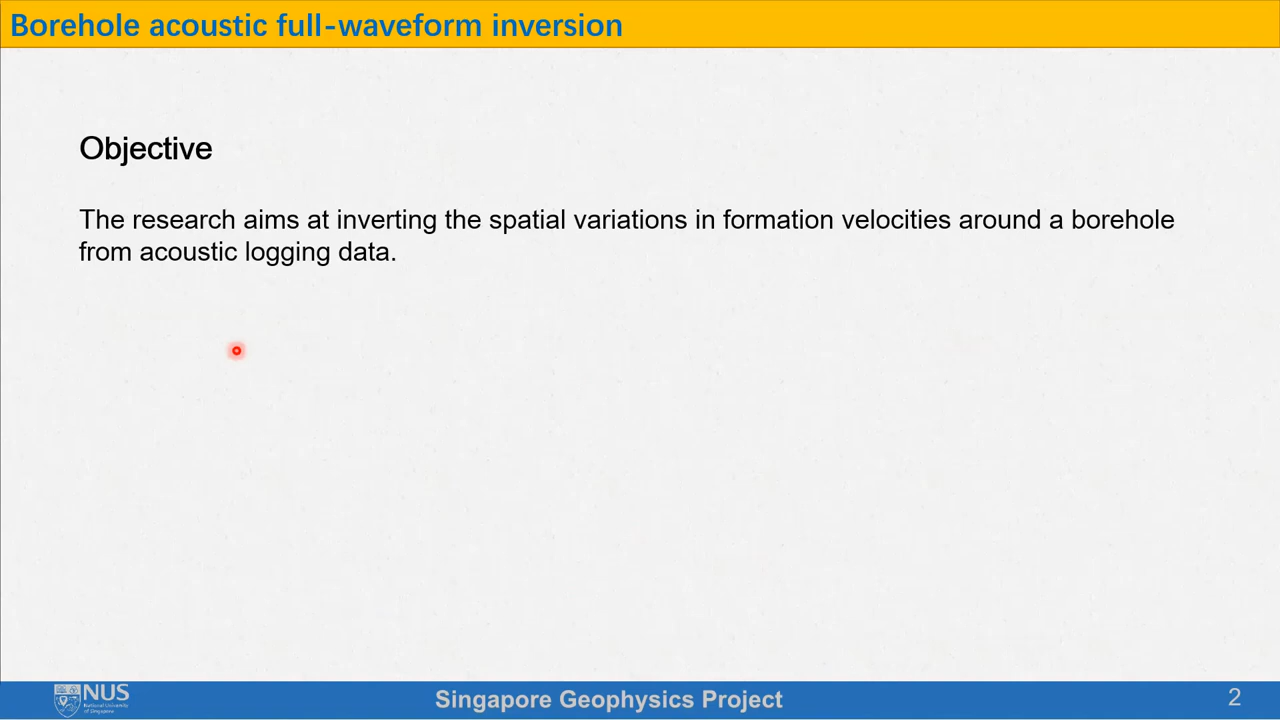 Borehole acoustic full-waveform inversion
Objective
The research aims at inverting the spatial variations in formation velocities around a borehole
from acoustic logging data.
NUS
National University
of Singapore
Singapore Geophysics Project
2